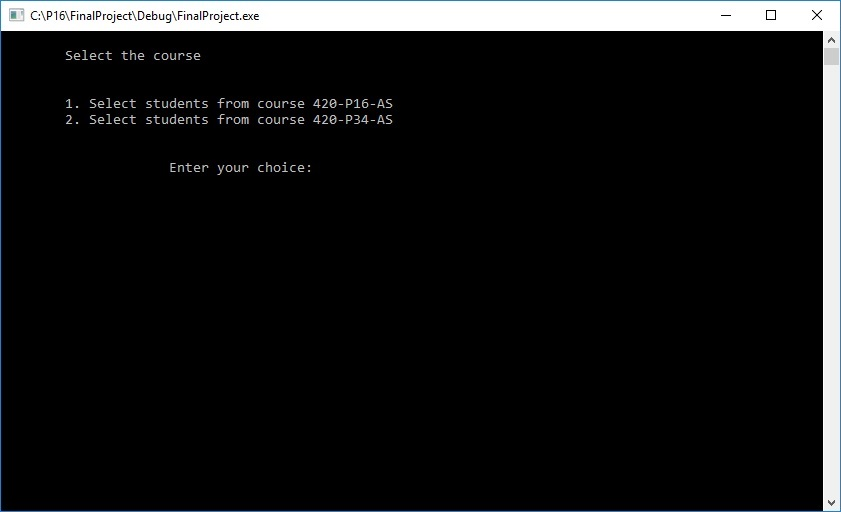 C:\P16\FinalProject\Debug\FinalProject.exe
Select the course
1. Select students from course 420-P16-AS
2. Select students from course 420-P34-AS
Enter your choice: